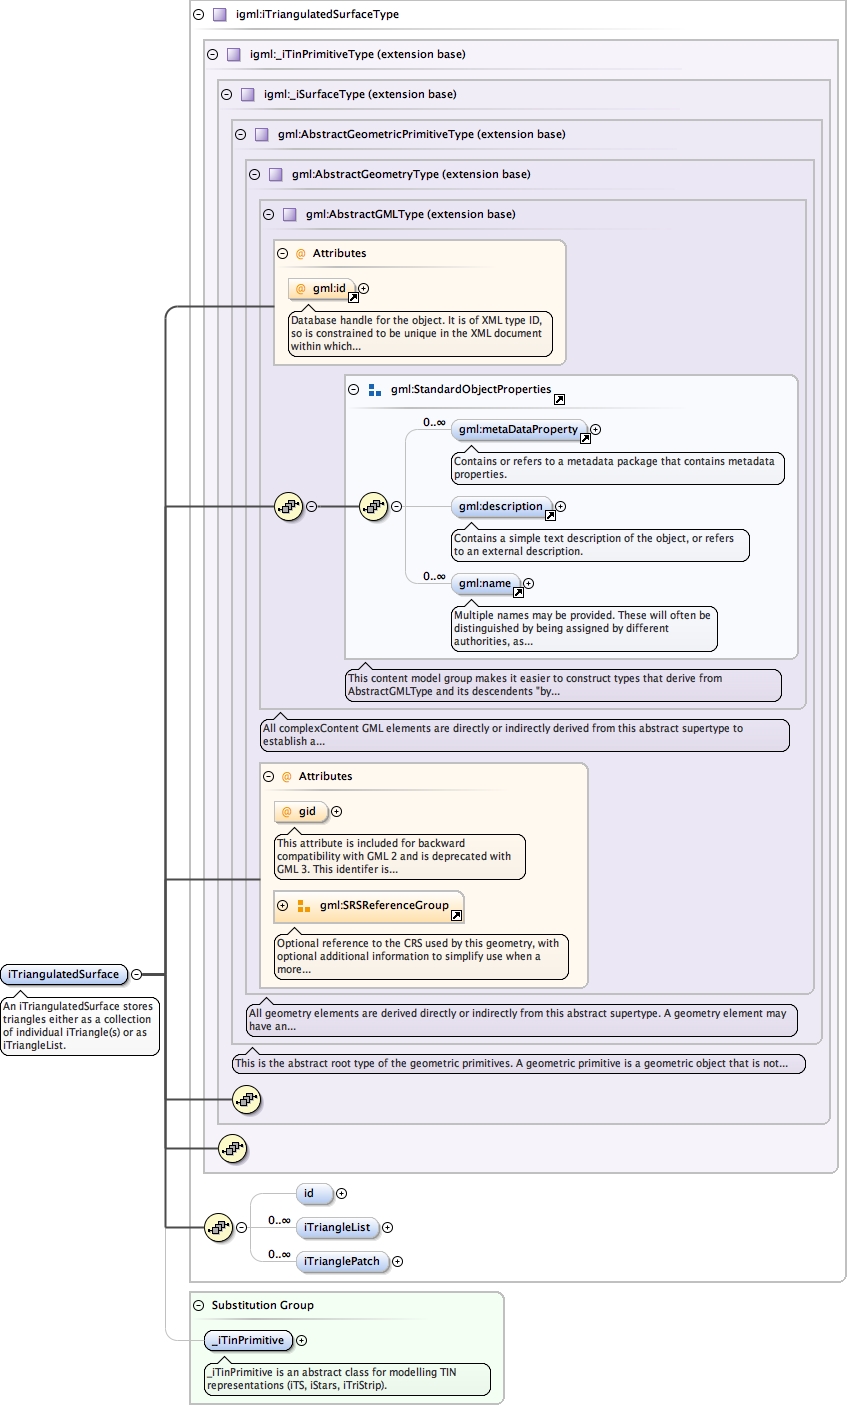 igml:iTriangulatedSurfaceType
igml:_iTinPrimitiveType (extension base)
igml:_iSurfaceType (extension base)
gml:AbstractGeometricPrimitiveType (extension base)
gml:AbstractGeometryType (extension base)
gml:AbstractGMLType (extension base)
@ Attributes
@ gml:id
Database handle for the object. It is of XML type ID,
so is constrained to be unique in the XML document
within which...
gml:StandardObjectProperties
0..∞
gml:metaDataProperty
Contains or refers to a metadata package that contains metadata
properties.
gml:description
Contains a simple text description of the object, or refers
to an external description.
0..∞
gml:name
Multiple names may be provided. These will often be
distinguished by being assigned by different
authorities, as...
This content model group makes it easier to construct types that derive from
AbstractGMLType and its descendents "by...
All complexContent GML elements are directly or indirectly derived from this abstract supertype to
establish a...
@ Attributes
@ gid
This attribute is included for backward
compatibility with GML 2 and is deprecated with
GML 3. This identifer is...
gml:SRSReferenceGroup
Optional reference to the CRS used by this geometry, with
optional additional information to simplify use when a
more...
iTriangulatedSurface
An iTriangulatedSurface stores
triangles either as a collection
of individual iTriangle(s) or as
iTriangleList.
All geometry elements are derived directly or indirectly from this abstract supertype. A geometry element may
have an...
This is the abstract root type of the geometric primitives. A geometric primitive is a geometric object that is not...
id
0..∞
iTriangleList
0..∞
iTrianglePatch
Substitution Group
_iTinPrimitive
_iTinPrimitive is an abstract class for modelling TIN
representations (iTS, iStars, iTriStrip).